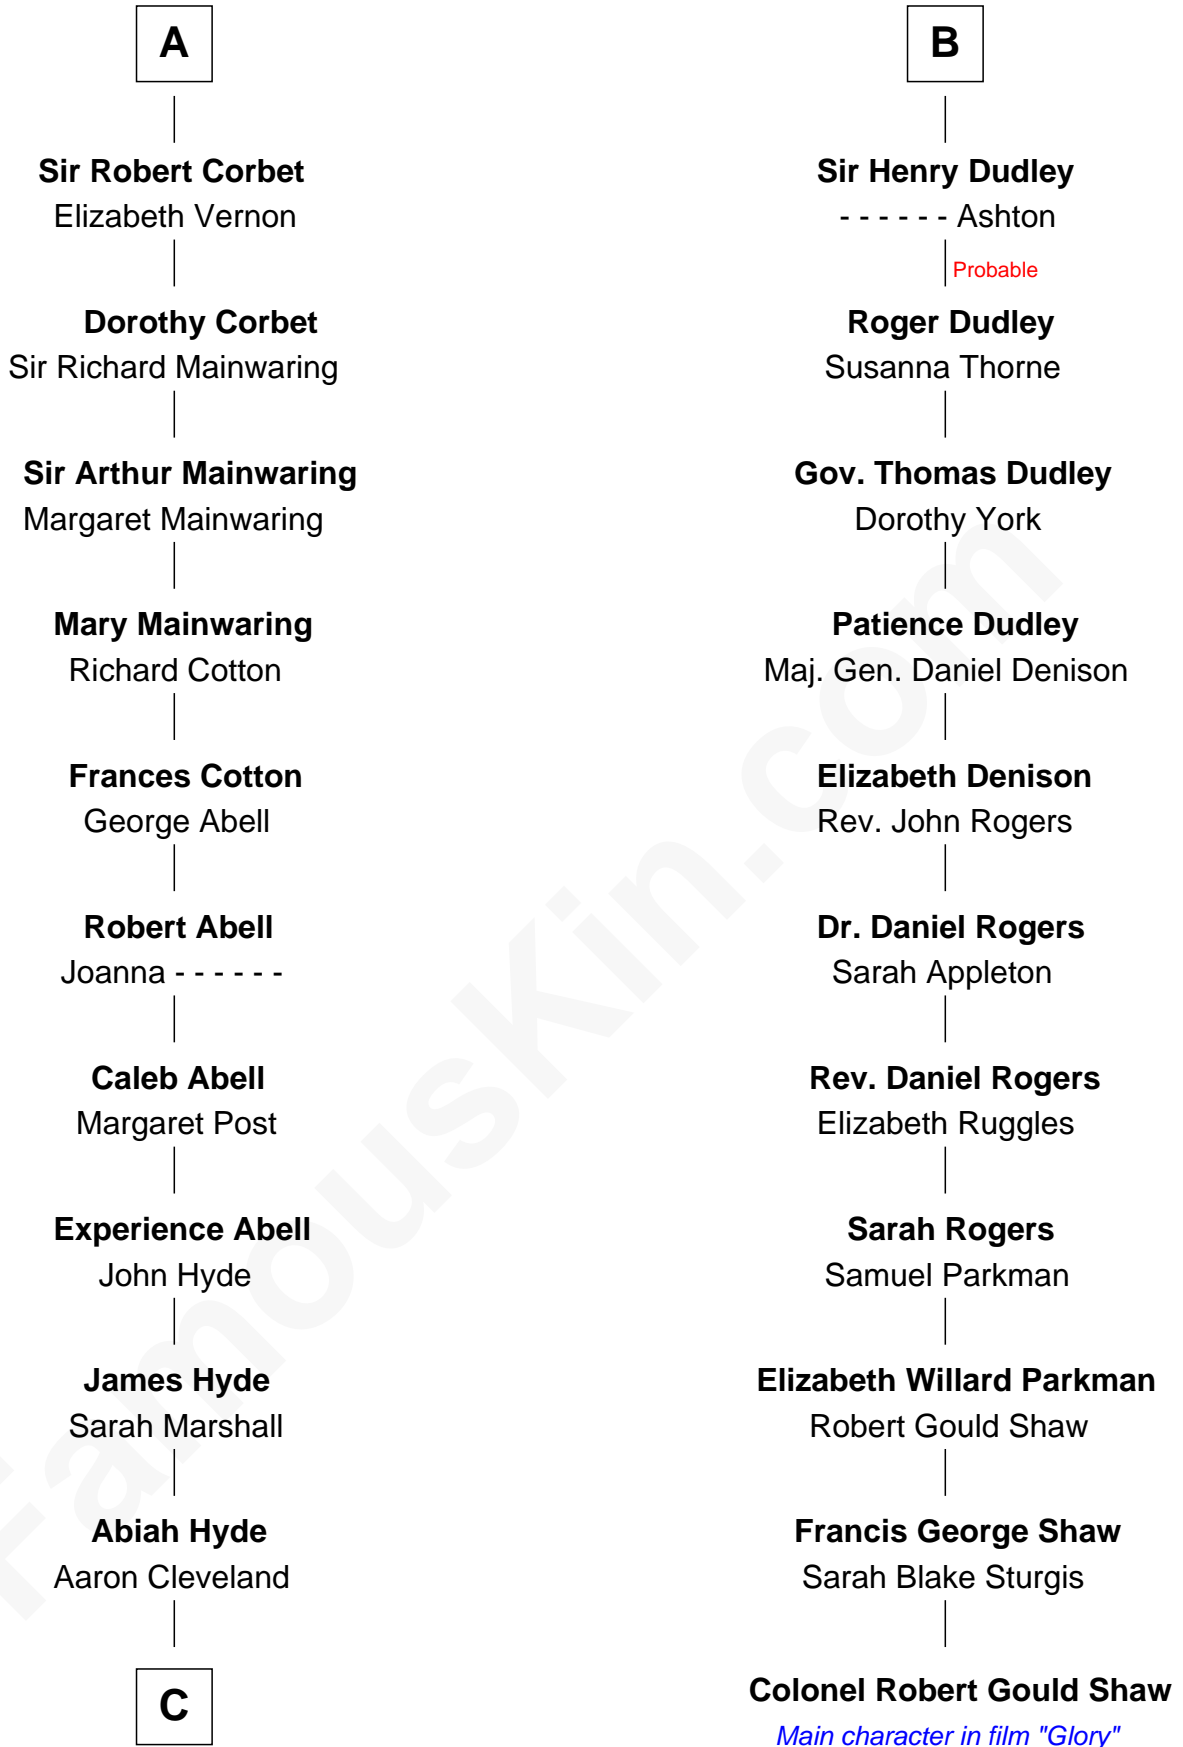 A
Sir Robert Corbet
Elizabeth Vernon
Dorothy Corbet
Sir Richard Mainwaring
Sir Arthur Mainwaring
Margaret Mainwaring
Mary Mainwaring
Richard Cotton
Frances Cotton
George Abell
Robert Abell
Joanna - - - - - -
Caleb Abell
Margaret Post
Experience Abell
John Hyde
James Hyde
Sarah Marshall
Abiah Hyde
Aaron Cleveland
C
B
Sir Henry Dudley
- - - - - - Ashton
Probable
Roger Dudley
Susanna Thorne
Gov. Thomas Dudley
Dorothy York
Patience Dudley
Maj. Gen. Daniel Denison
Elizabeth Denison
Rev. John Rogers
Dr. Daniel Rogers
Sarah Appleton
Rev. Daniel Rogers
Elizabeth Ruggles
Sarah Rogers
Samuel Parkman
Elizabeth Willard Parkman
Robert Gould Shaw
Francis George Shaw
Sarah Blake Sturgis
Colonel Robert Gould Shaw
Main character in film "Glory"
FamousKin.com